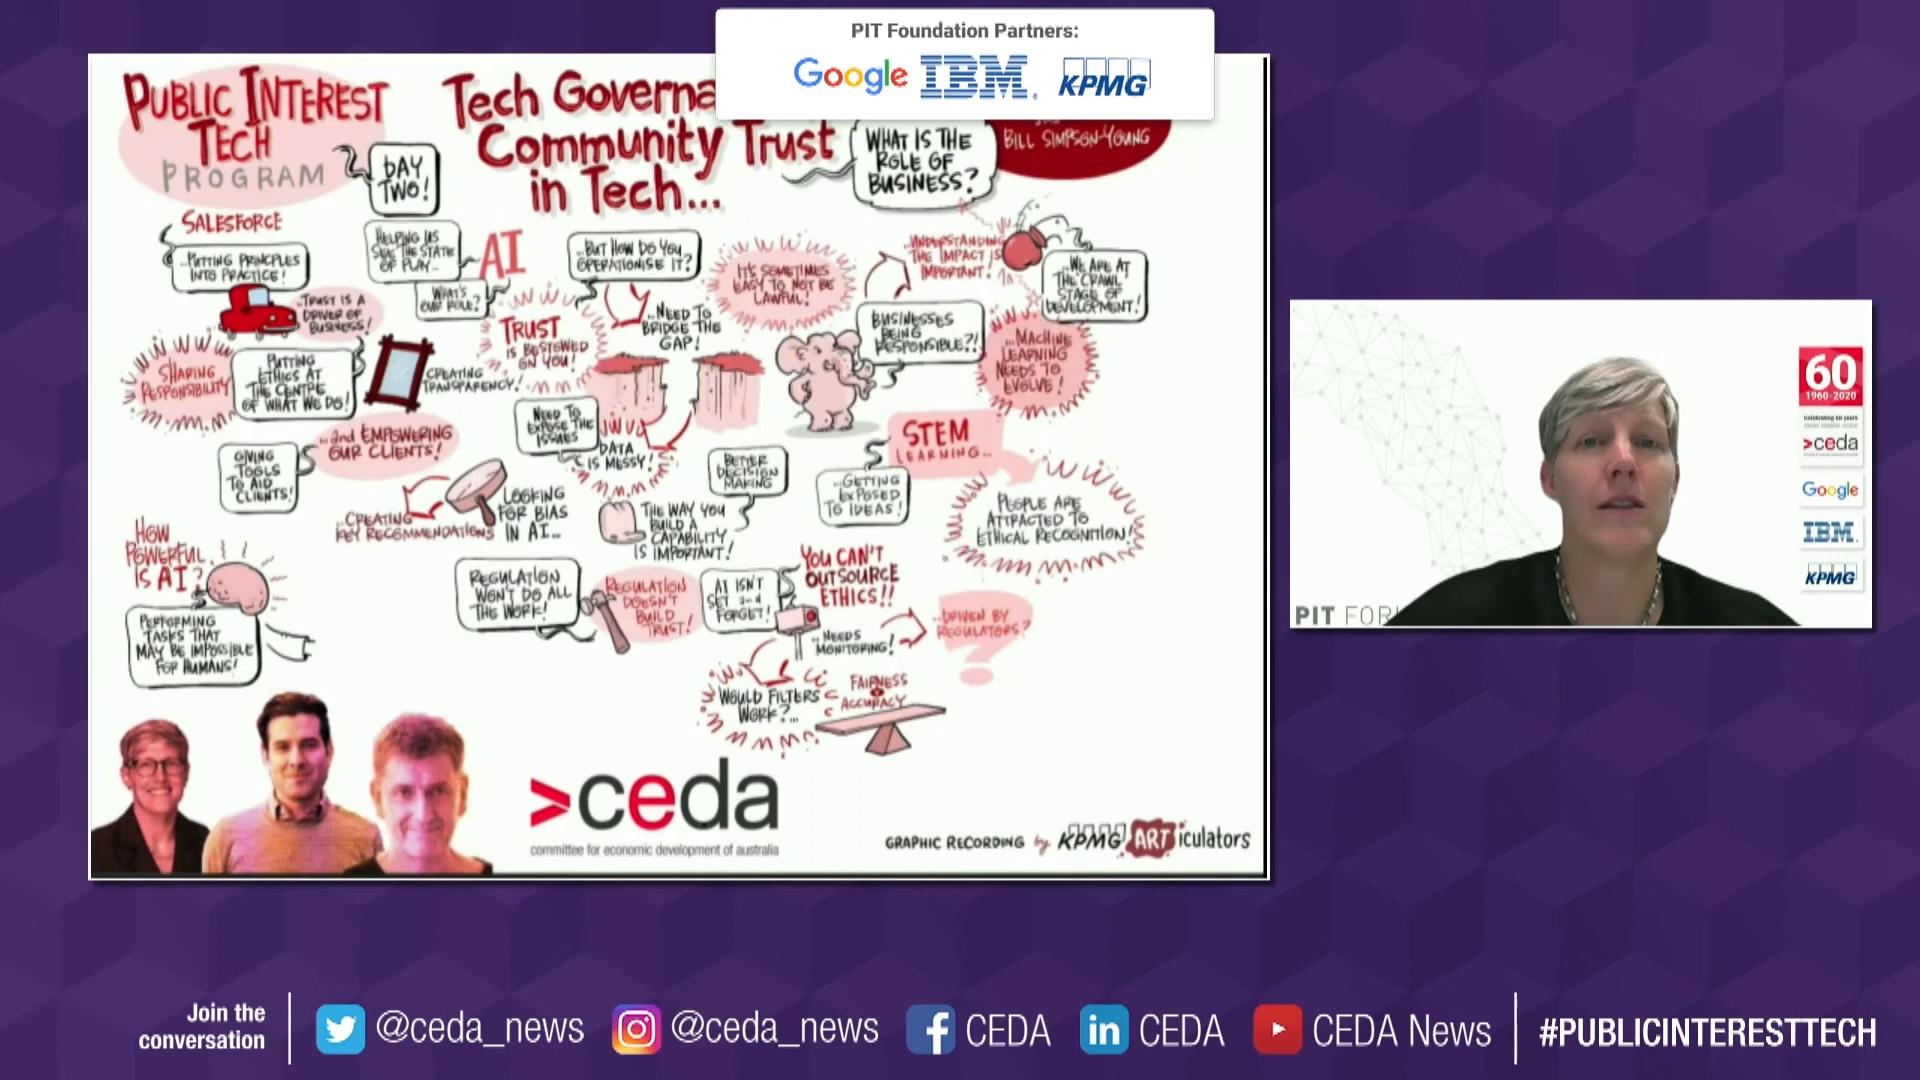 PIT Foundation Partners:
Google IBM KPMG
PUBLIC INTEREST
TECH
PROGRAM
DAY
TWO!
Tech Governa
Community Trust
in Tech...
WHAT IS THE
ROLE OF
BUSINESS?
BILL SIMPSON-YOUNG
SALESFORCE
..PUTTING PRINCIPLES
INTO PRACTICE!
..TRUST IS A
DRIVER OF
BUSINESS!
HELPING US
SEE THE STATE
OF PLAY...
AI
WHAT'S
OUR ROLE?
..BUT HOW DO YOU
OPERATIONISE IT?
IT'S SOMETIMES
EASY TO NOT BE
LAWFUL!
..UNDERSTANDING
THE IMPACT IS
IMPORTANT!
..WE ARE AT
THE CRAWL
STAGE OF
DEVELOPMENT!
SHARING
RESPONSIBILITY
PUTTING
ETHICS AT
THE CENTRE
OF WHAT WE DO!
CREATING
TRANSPARENCY!
TRUST
IS BESTOWED
ON YOU!
..NEED TO
BRIDGE THE
GAP!
BUSINESSES
BEING
RESPONSIBLE?!
...MACHINE
LEARNING
NEEDS TO
EVOLVE!
GIVING
TOOLS
TO AID
CLIENTS!
...and EMPOWERING
OUR CLIENTS!
NEED TO
EXPOSE THE
ISSUES
DATA
IS MESSY!
BETTER
DECISION
MAKING
STEM
LEARNING...
...GETTING
EXPOSED
TO IDEAS!
PEOPLE ARE
ATTRACTED TO
ETHICAL RECOGNITION!
CREATING
KEY RECOMMENDATIONS
LOOKING
FOR BIAS
IN AI...
THE WAY YOU
BUILD A
CAPABILITY
IS IMPORTANT!
HOW
POWERFUL
IS AI?
PERFORMING
TASKS THAT
MAY BE IMPOSSIBLE
FOR HUMANS!
REGULATION
WON'T DO ALL
THE WORK!
REGULATION
DOESN'T
BUILD
TRUST!
AI ISN'T
SET and
FORGET!
YOU CAN'T
OUTSOURCE
ETHICS!!
..NEEDS
MONITORING!
..DRIVEN BY
REGULATORS?
WOULD FILTERS
WORK?...
FAIRNESS
ACCURACY
>ceda
committee for economic development of australia
GRAPHIC RECORDING by KPMG ARTiculators
60
1960-2020
celebrating 60 years
>ceda
Google
IBM
KPMG
PIT FOR
Join the
conversation
@ceda_news @ceda_news CEDA CEDA CEDA News #PUBLICINTERESTTECH